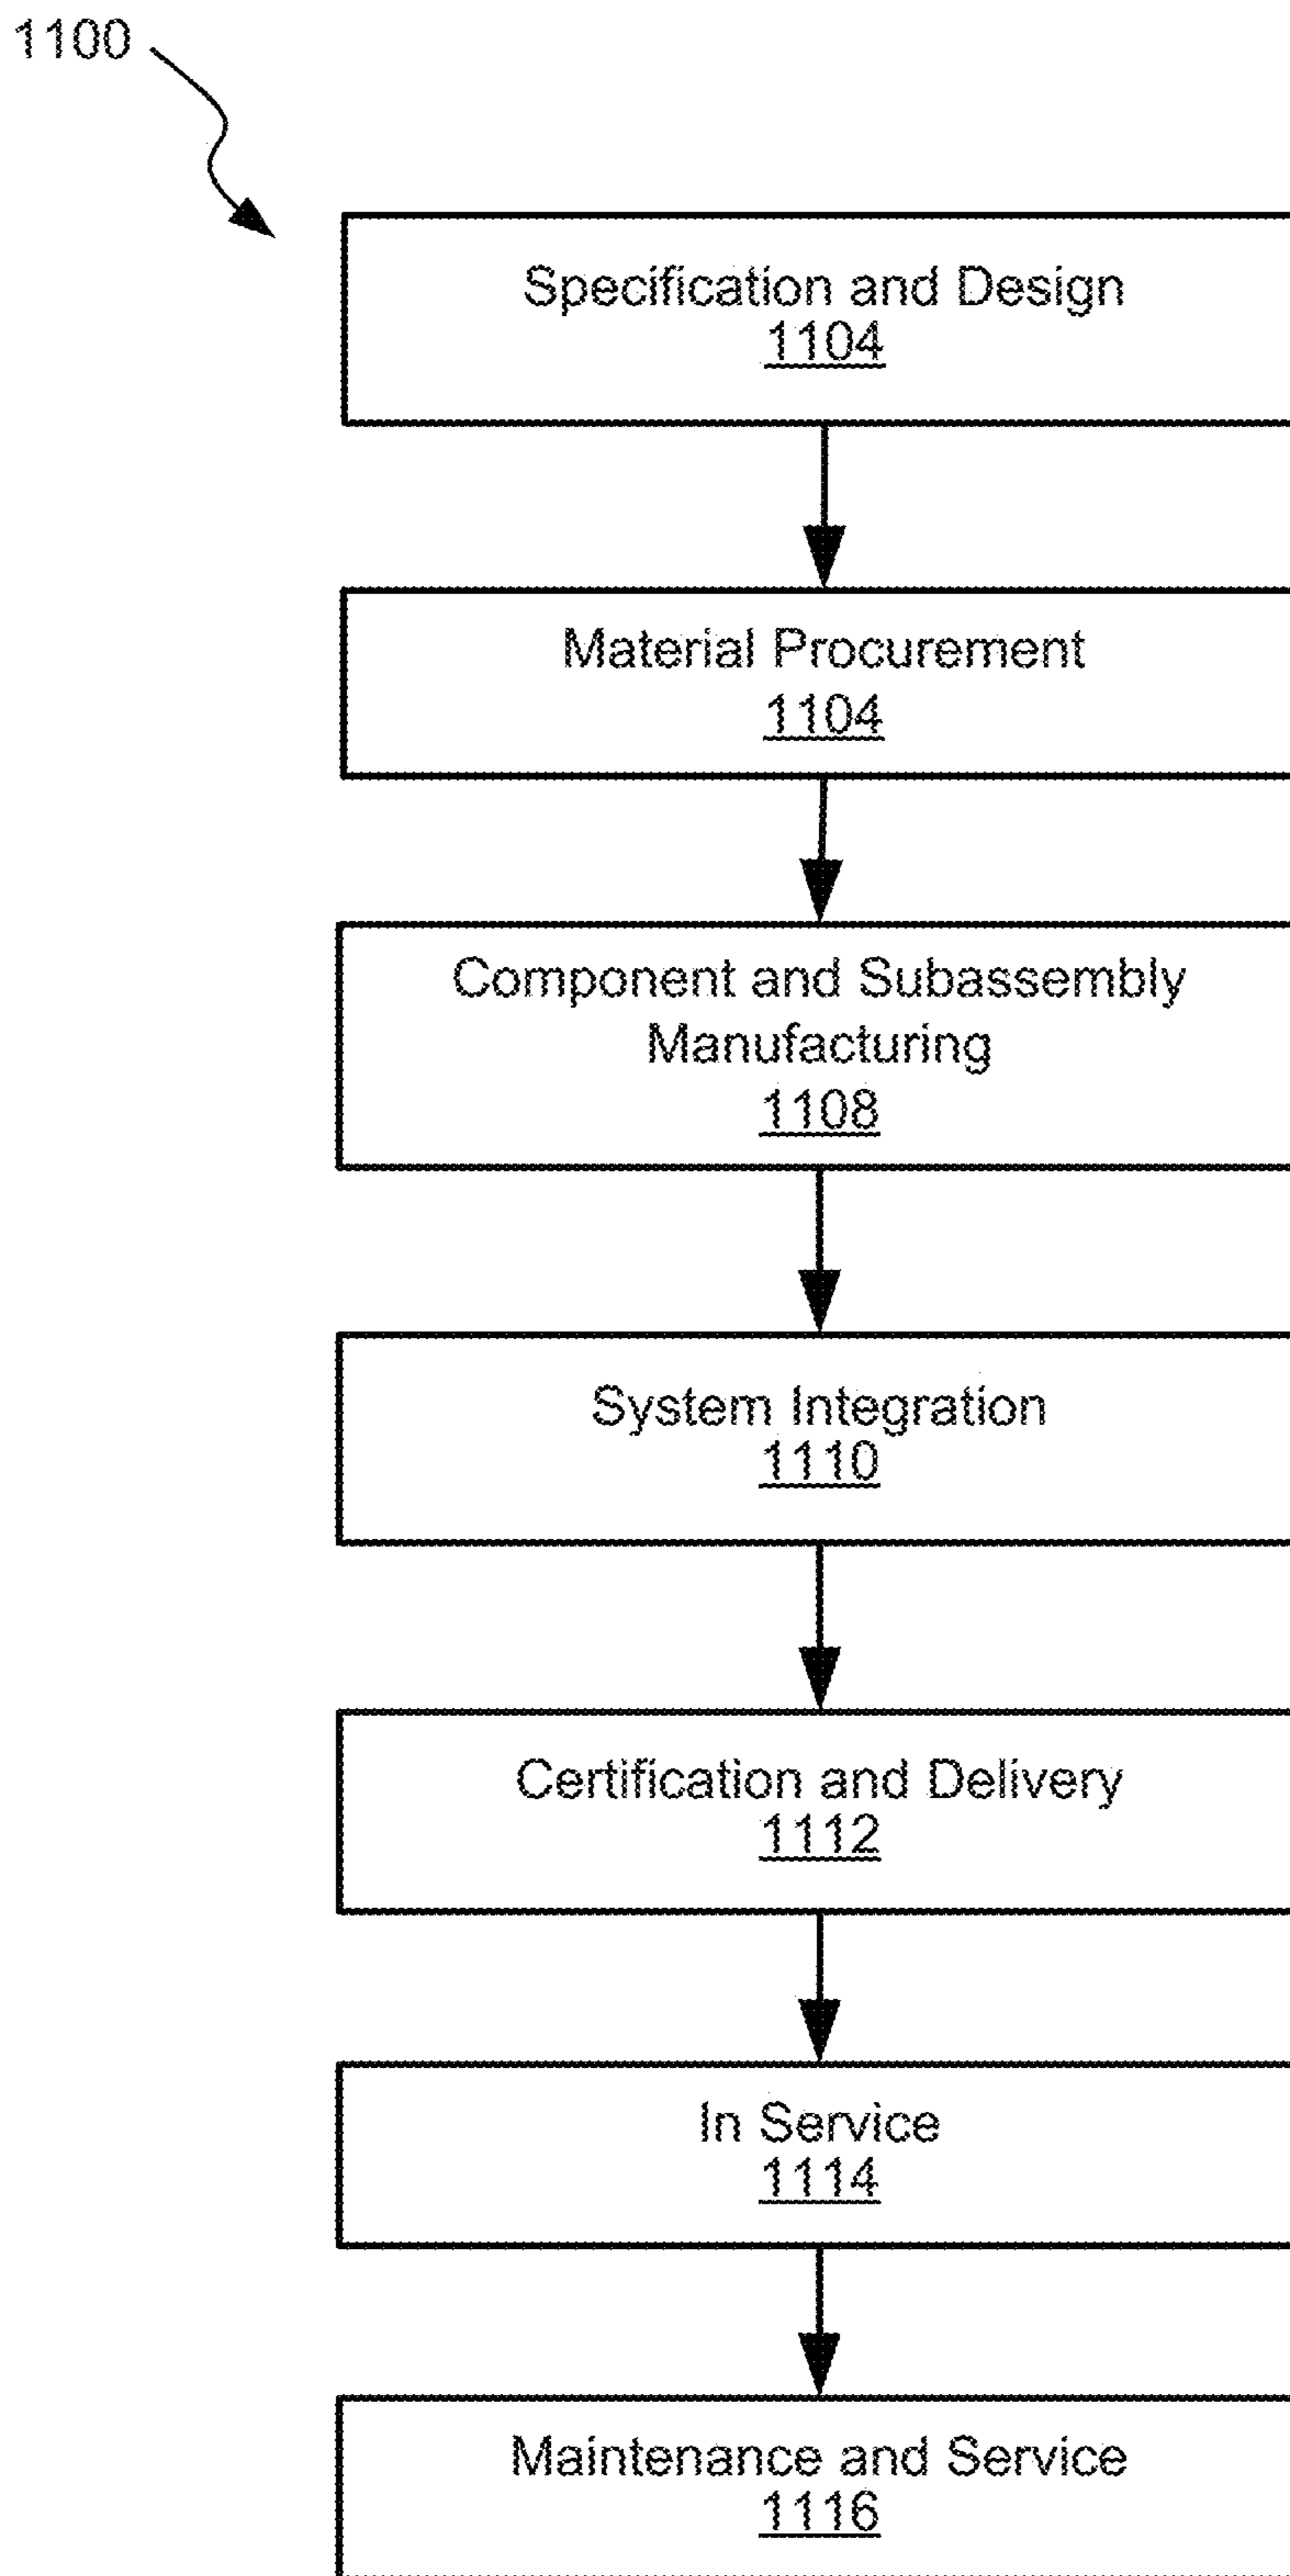 1100
Specification and Design
1104
Material Procurement
1104
Component and Subassembly
Manufacturing
1108
System Integration
1110
Certification and Delivery
1112
In Service
1114
Maintenance and Service
1116